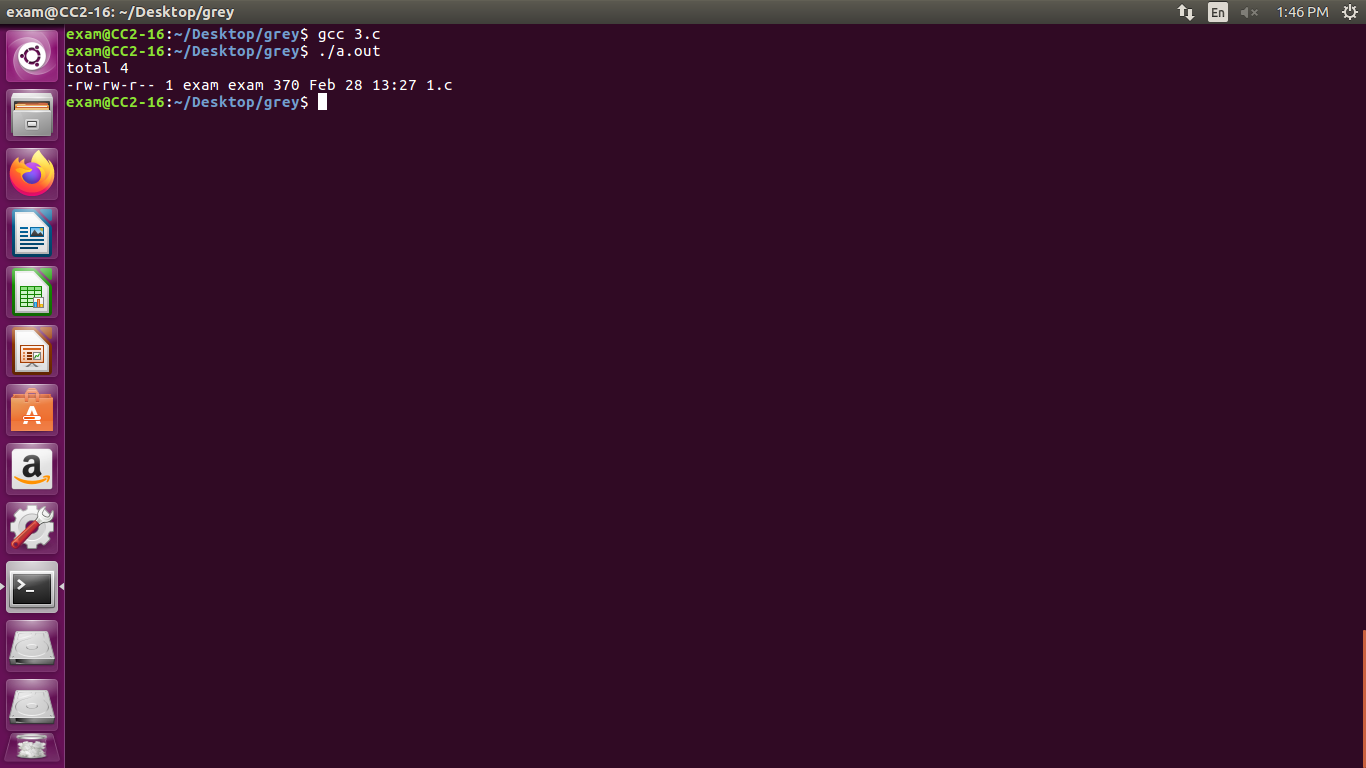 exam@CC2-16: ~/Desktop/grey
En
1:46 PM
exam@CC2-16:~/Desktop/grey$ gcc 3.c
exam@CC2-16:~/Desktop/grey$ ./a.out
total 4
-rw-rw-r-- 1 exam exam 370 Feb 28 13:27 1.c
exam@CC2-16:~/Desktop/grey$
A
a
>_